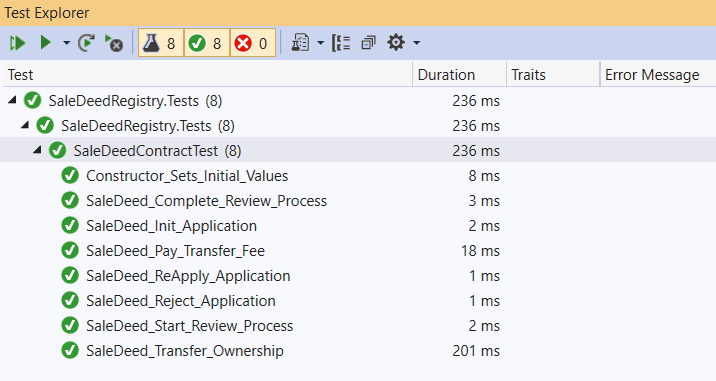 Test Explorer
8 8 0
Test Duration Traits Error Message
SaleDeedRegistry.Tests (8) 236 ms
SaleDeedRegistry.Tests (8) 236 ms
SaleDeedContractTest (8) 236 ms
Constructor_Sets_Initial_Values 8 ms
SaleDeed_Complete_Review_Process 3 ms
SaleDeed_Init_Application 2 ms
SaleDeed_Pay_Transfer_Fee 18 ms
SaleDeed_ReApply_Application 1 ms
SaleDeed_Reject_Application 1 ms
SaleDeed_Start_Review_Process 2 ms
SaleDeed_Transfer_Ownership 201 ms